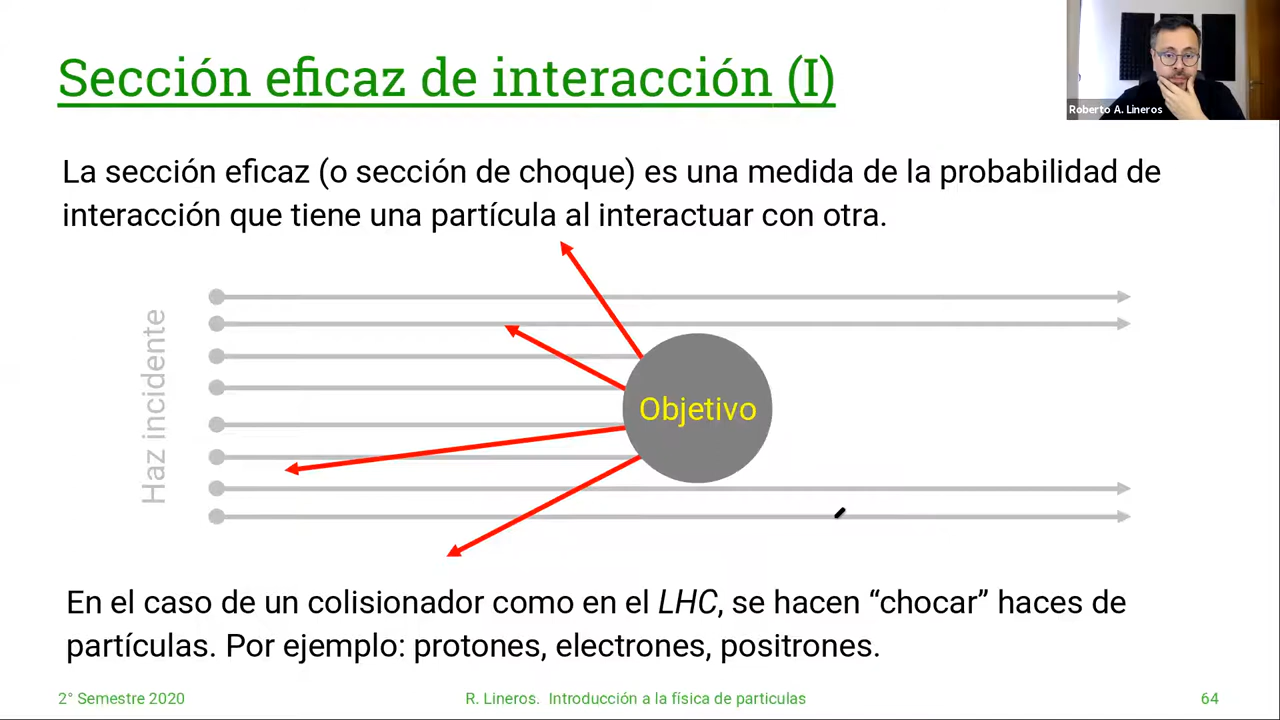 Sección eficaz de interacción (I)
Roberto A. Lineros
La sección eficaz (o sección de choque) es una medida de la probabilidad de
interacción que tiene una partícula al interactuar con otra.
Haz incidente
Objetivo
En el caso de un colisionador como en el LHC, se hacen “chocar” haces de
partículas. Por ejemplo: protones, electrones, positrones.
2° Semestre 2020
R. Lineros. Introducción a la física de particulas
64